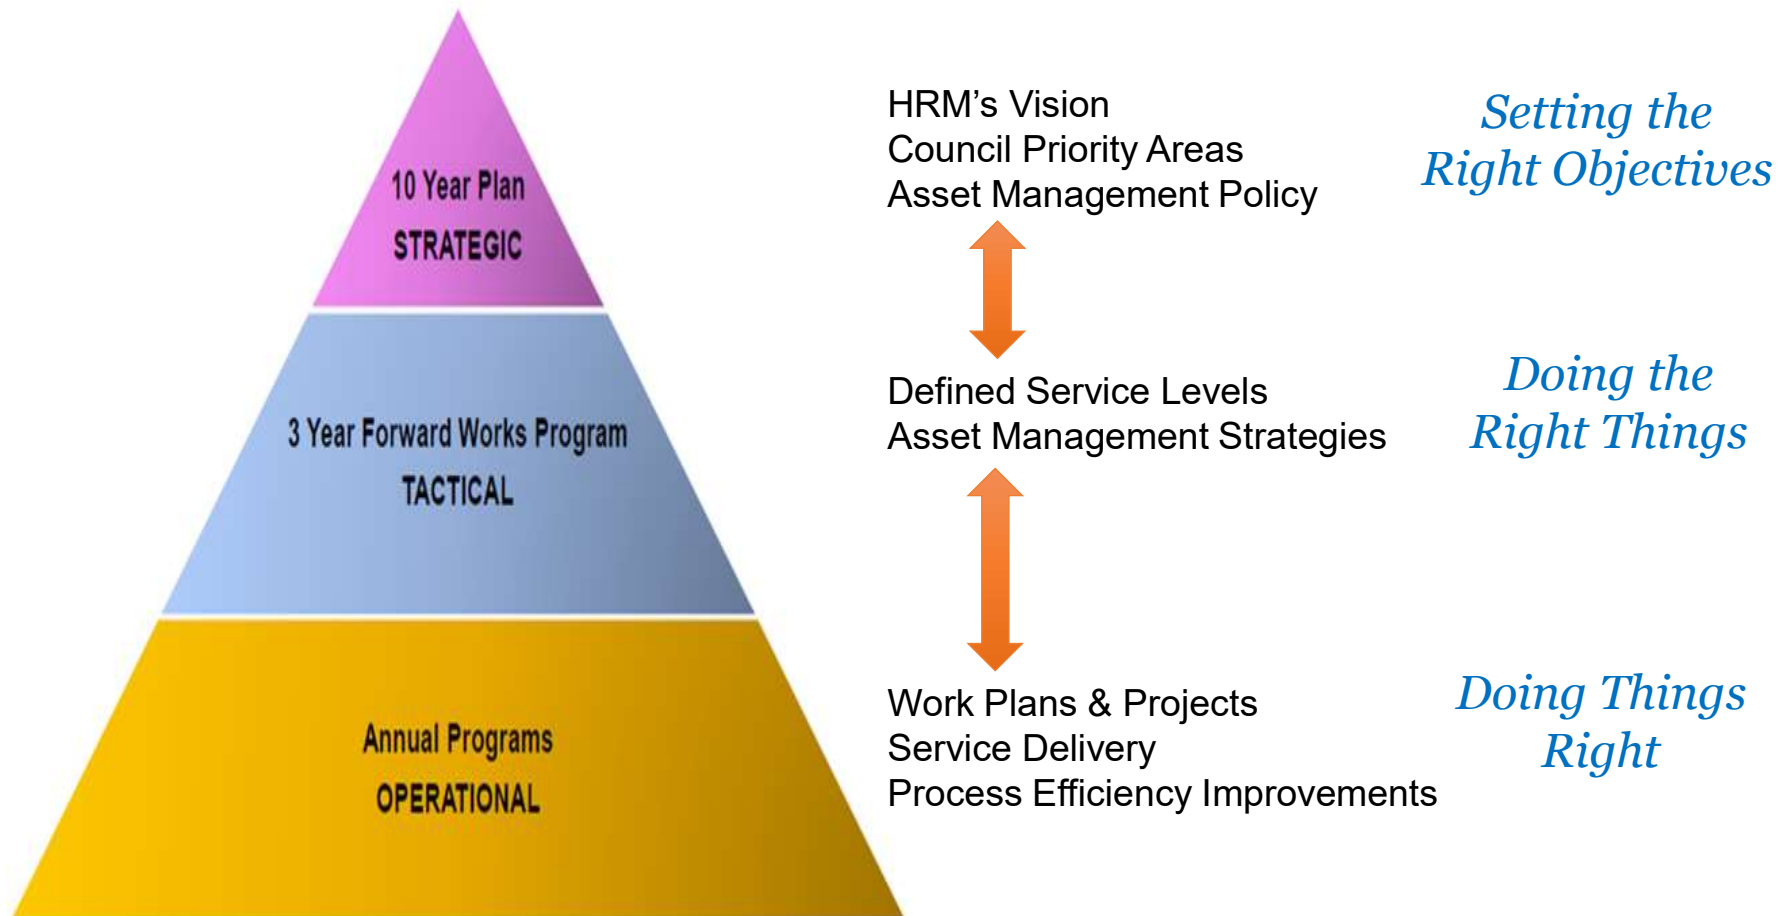 10 Year Plan
STRATEGIC
HRM's Vision
Council Priority Areas
Asset Management Policy
Setting the
Right Objectives
3 Year Forward Works Program
TACTICAL
Defined Service Levels
Asset Management Strategies
Doing the
Right Things
Annual Programs
OPERATIONAL
Work Plans & Projects
Service Delivery
Process Efficiency Improvements
Doing Things
Right